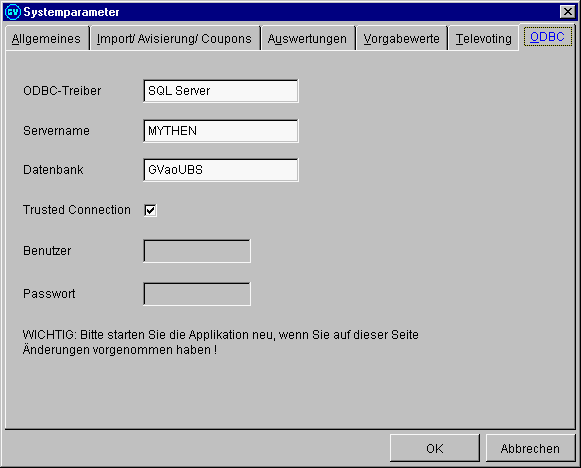 GV Systemparameter
Allgemeines Import/ Avisierung/ Coupons Auswertungen Vorgabewerte Televoting ODBC
ODBC-Treiber SQL Server
Servername MYTHEN
Datenbank GVaoUBS
Trusted Connection
Benutzer
Passwort
WICHTIG: Bitte starten Sie die Applikation neu, wenn Sie auf dieser Seite
Änderungen vorgenommen haben !
OK Abbrechen